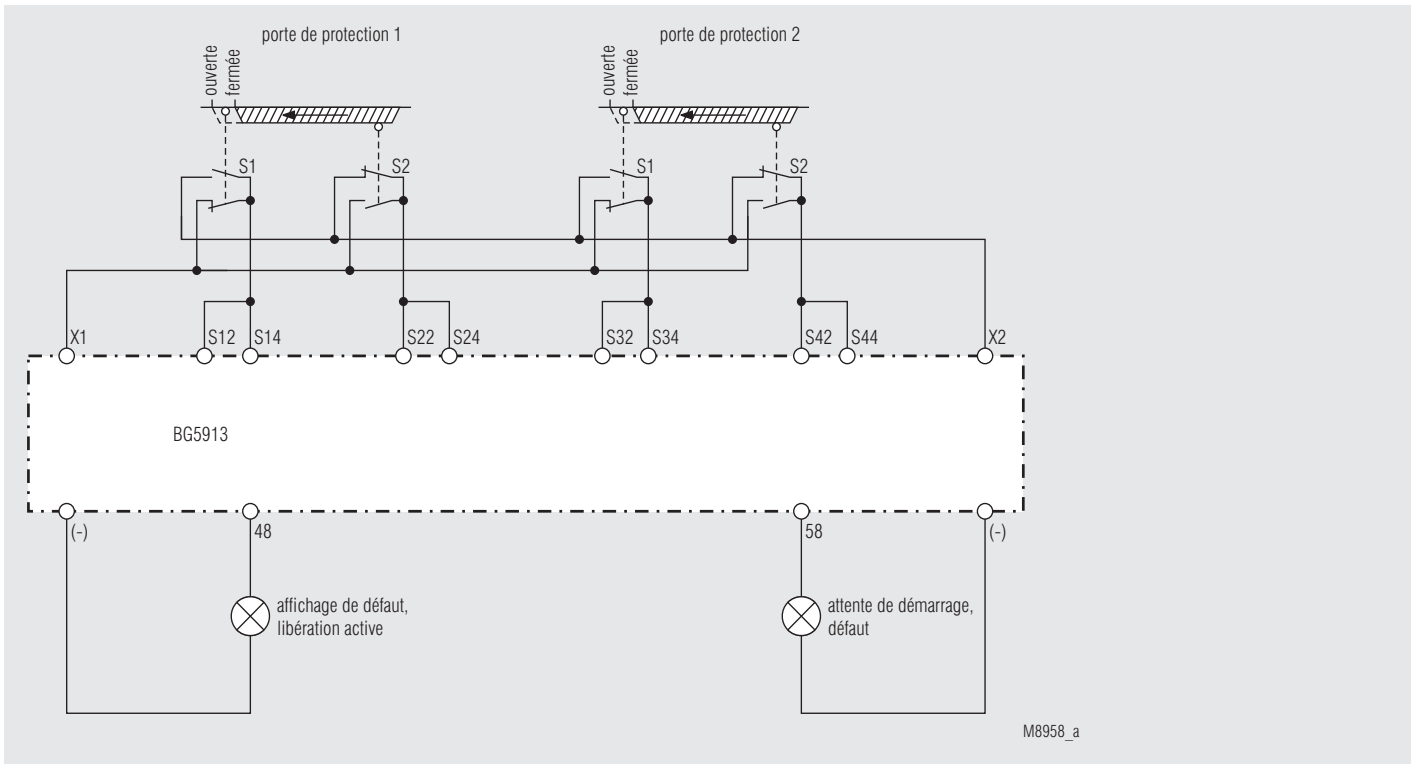 porte de protection 1
porte de protection 2
ouverte
fermée
ouverte
fermée
S1
S2
S1
S2
X1
S12
S14
S22
S24
S32
S34
S42
S44
X2
BG5913
(-)
48
58
(-)
affichage de défaut,
libération active
attente de démarrage,
défaut
M8958_a